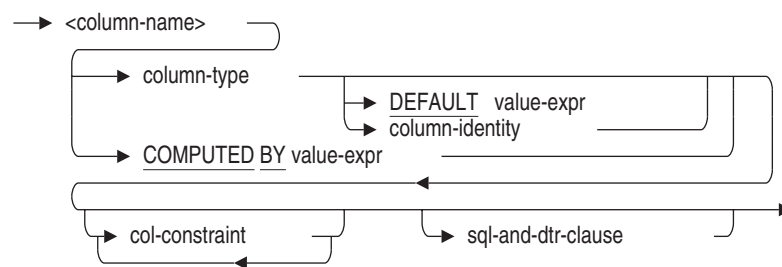 <column-name>
column-type
DEFAULT value-expr
column-identity
COMPUTED BY value-expr
col-constraint
sql-and-dtr-clause